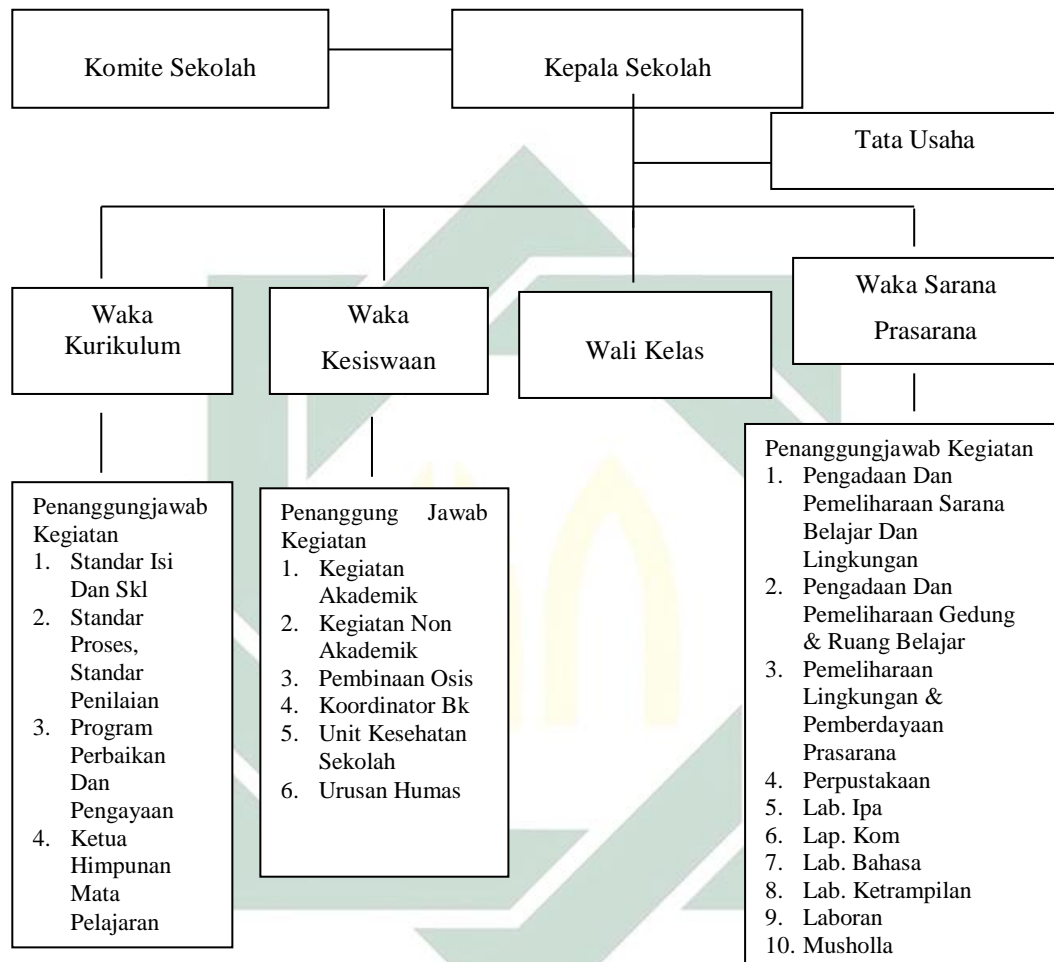 Komite Sekolah
Kepala Sekolah
Tata Usaha
Waka
Kurikulum
Waka
Kesiswaan
Wali Kelas
Waka Sarana
Prasarana
Penanggungjawab
Kegiatan
1. Standar Isi
Dan Skl
2. Standar
Proses,
Standar
Penilaian
3. Program
Perbaikan
Dan
Pengayaan
4. Ketua
Himpunan
Mata
Pelajaran
Penanggung Jawab
Kegiatan
1. Kegiatan
Akademik
2. Kegiatan Non
Akademik
3. Pembinaan Osis
4. Koordinator Bk
5. Unit Kesehatan
Sekolah
6. Urusan Humas
Penanggungjawab Kegiatan
1. Pengadaan Dan
Pemeliharaan Sarana
Belajar Dan
Lingkungan
2. Pengadaan Dan
Pemeliharaan Gedung
& Ruang Belajar
3. Pemeliharaan
Lingkungan &
Pemberdayaan
Prasarana
4. Perpustakaan
5. Lab. Ipa
6. Lap. Kom
7. Lab. Bahasa
8. Lab. Ketrampilan
9. Laboran
10. Musholla